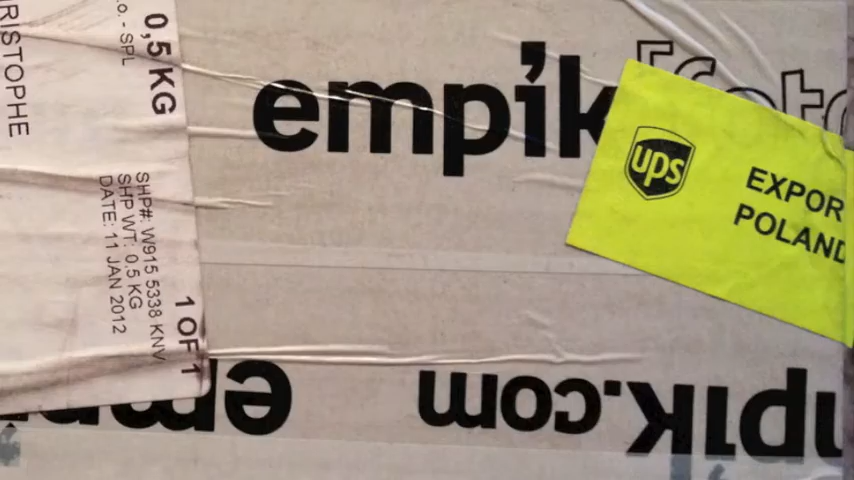 RISTOPHE
.o. - SPL
0,5 KG
SHP#: W915 5338 KNV
SHP WT: 0.5 KG
DATE: 11 JAN 2012
1 OF 1
empik
ups
EXPOR
POLAND
empik.com